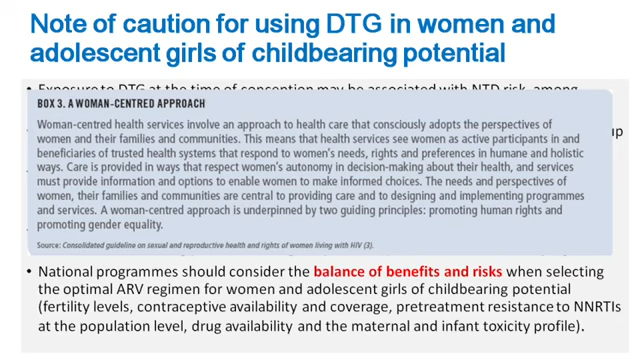 Note of caution for using DTG in women and
adolescent girls of childbearing potential
• Exposure to DTG at the time of conception may be associated with NTD risk among
BOX 3. A WOMAN-CENTRED APPROACH
Woman-centred health services involve an approach to health care that consciously adopts the perspectives of
women and their families and communities. This means that health services see women as active participants in and
beneficiaries of trusted health systems that respond to women's needs, rights and preferences in humane and holistic
ways. Care is provided in ways that respect women's autonomy in decision-making about their health, and services
must provide information and options to enable women to make informed choices. The needs and perspectives of
women, their families and communities are central to providing care and to designing and implementing programmes
and services. A woman-centred approach is underpinned by two guiding principles: promoting human rights and
promoting gender equality.
Source: Consolidated guideline on sexual and reproductive health and rights of women living with HIV (3).
up
• National programmes should consider the balance of benefits and risks when selecting
the optimal ARV regimen for women and adolescent girls of childbearing potential
(fertility levels, contraceptive availability and coverage, pretreatment resistance to NNRTIs
at the population level, drug availability and the maternal and infant toxicity profile).